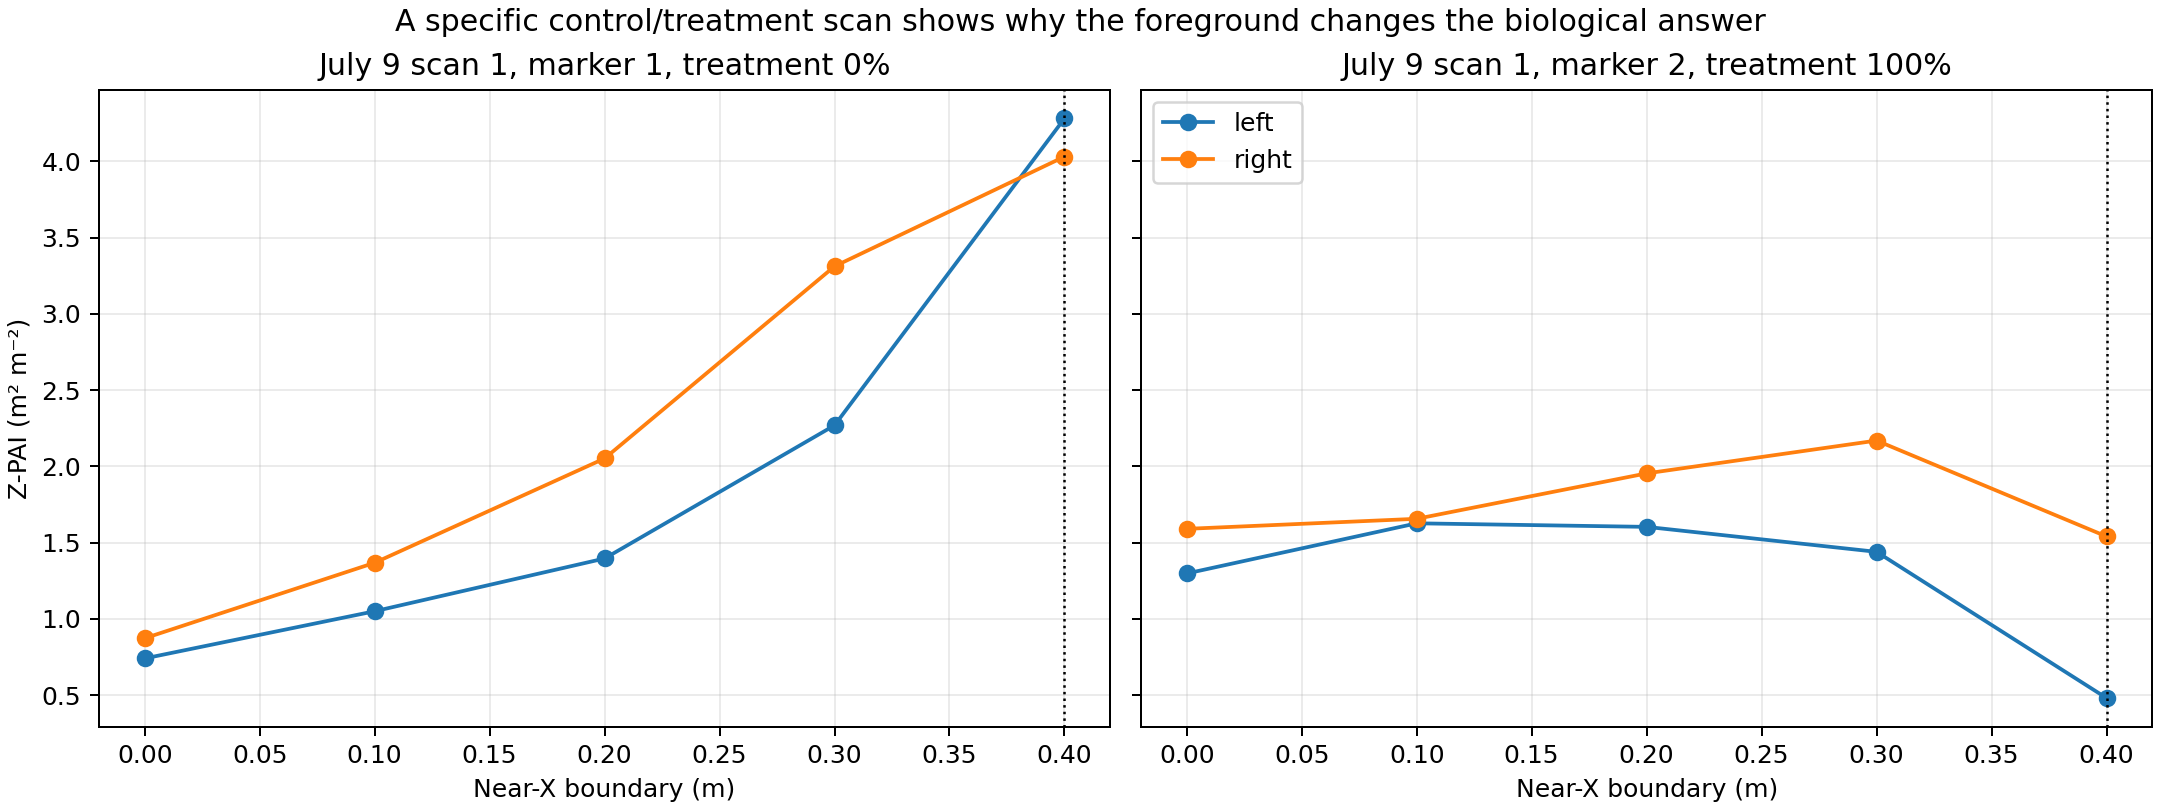 A specific control/treatment scan shows why the foreground changes the biological answer
July 9 scan 1, marker 1, treatment 0%
July 9 scan 1, marker 2, treatment 100%
left
right
4.0
3.5
3.0
2.5
2.0
1.5
1.0
0.5
Z-PAI (m² m⁻²)
0.00 0.05 0.10 0.15 0.20 0.25 0.30 0.35 0.40
0.00 0.05 0.10 0.15 0.20 0.25 0.30 0.35 0.40
Near-X boundary (m)
Near-X boundary (m)